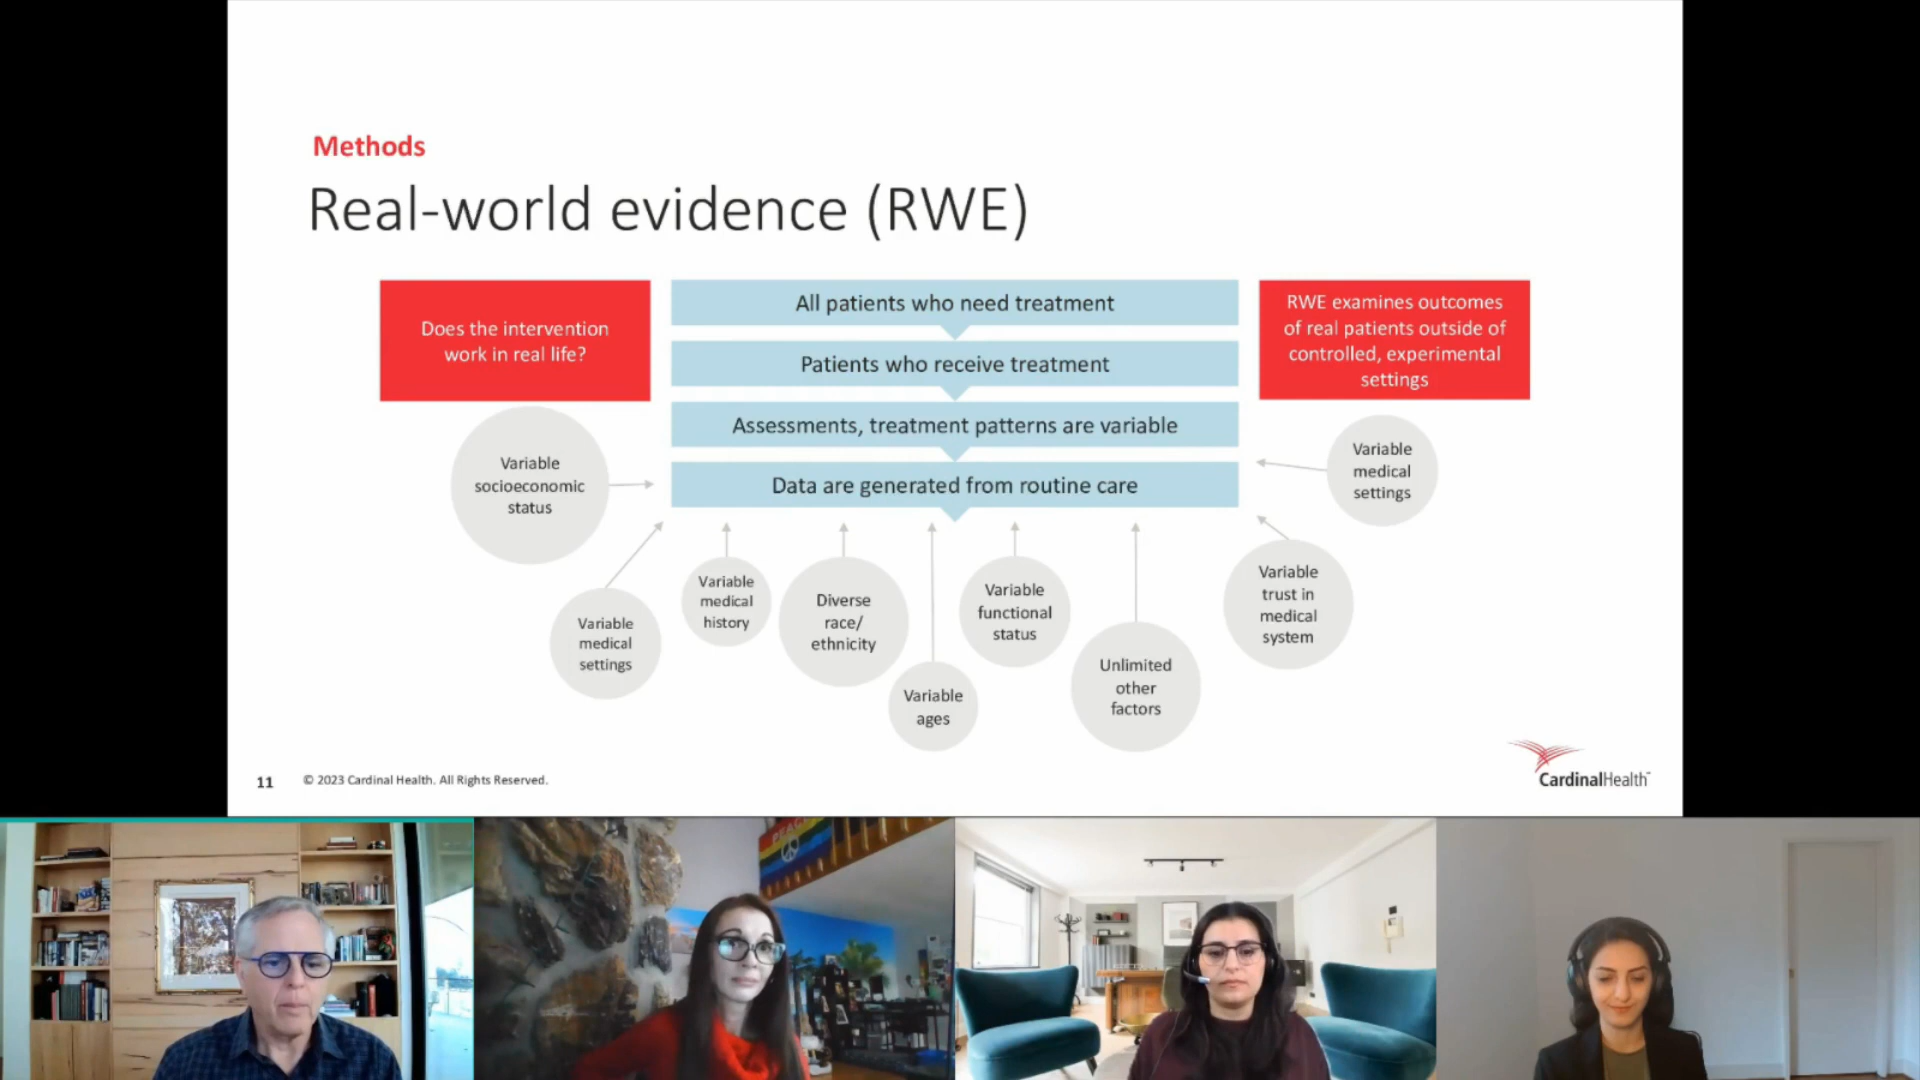 Methods
Real-world evidence (RWE)
Does the intervention
work in real life?
All patients who need treatment
Patients who receive treatment
Assessments, treatment patterns are variable
Data are generated from routine care
RWE examines outcomes
of real patients outside of
controlled, experimental
settings
Variable
socioeconomic
status
Variable
medical
settings
Variable
medical
history
Diverse
race/
ethnicity
Variable
ages
Variable
functional
status
Unlimited
other
factors
Variable
trust in
medical
system
Variable
medical
settings
11
© 2023 Cardinal Health. All Rights Reserved.
CardinalHealth™
PEACE